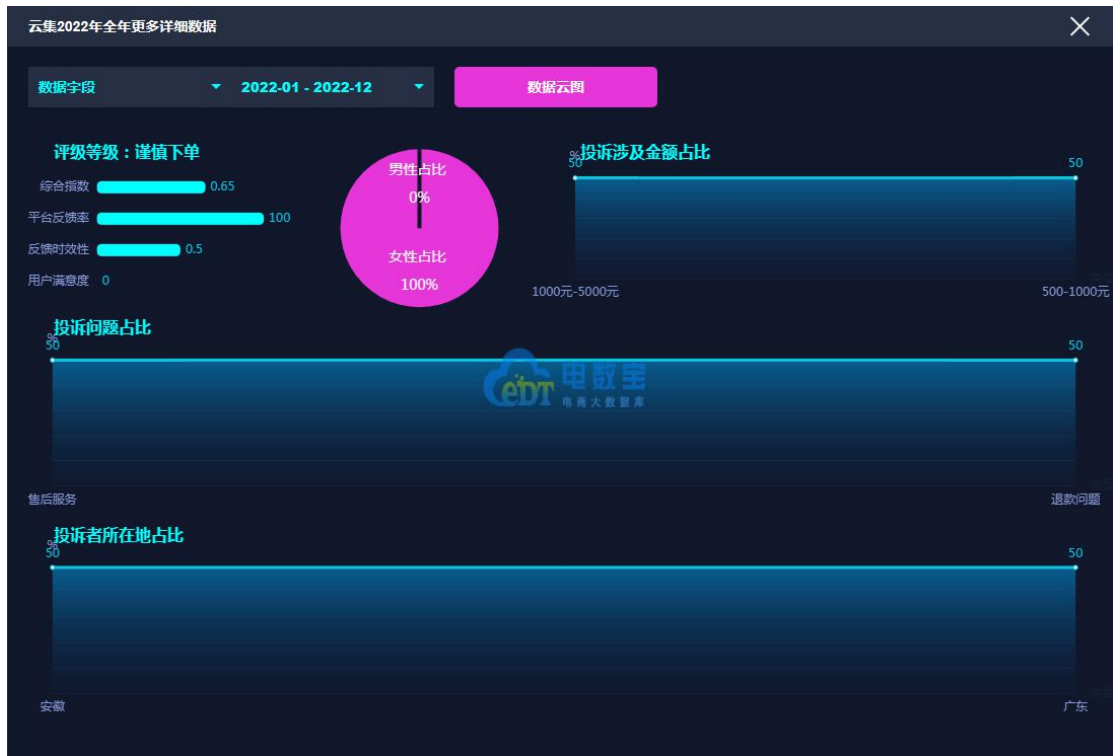 云集2022年全年更多详细数据
数据字段
2022-01 - 2022-12
数据云图
评级等级：谨慎下单
综合指数 0.65
平台反馈率 100
反馈时效性 0.5
用户满意度 0
男性占比
0%
女性占比
100%
投诉涉及金额占比
%
50
50
1000元-5000元
500-1000元
投诉问题占比
%
50
50
eDT 电数宝
电商大数据库
售后服务
退款问题
投诉者所在地占比
%
50
50
安徽
广东